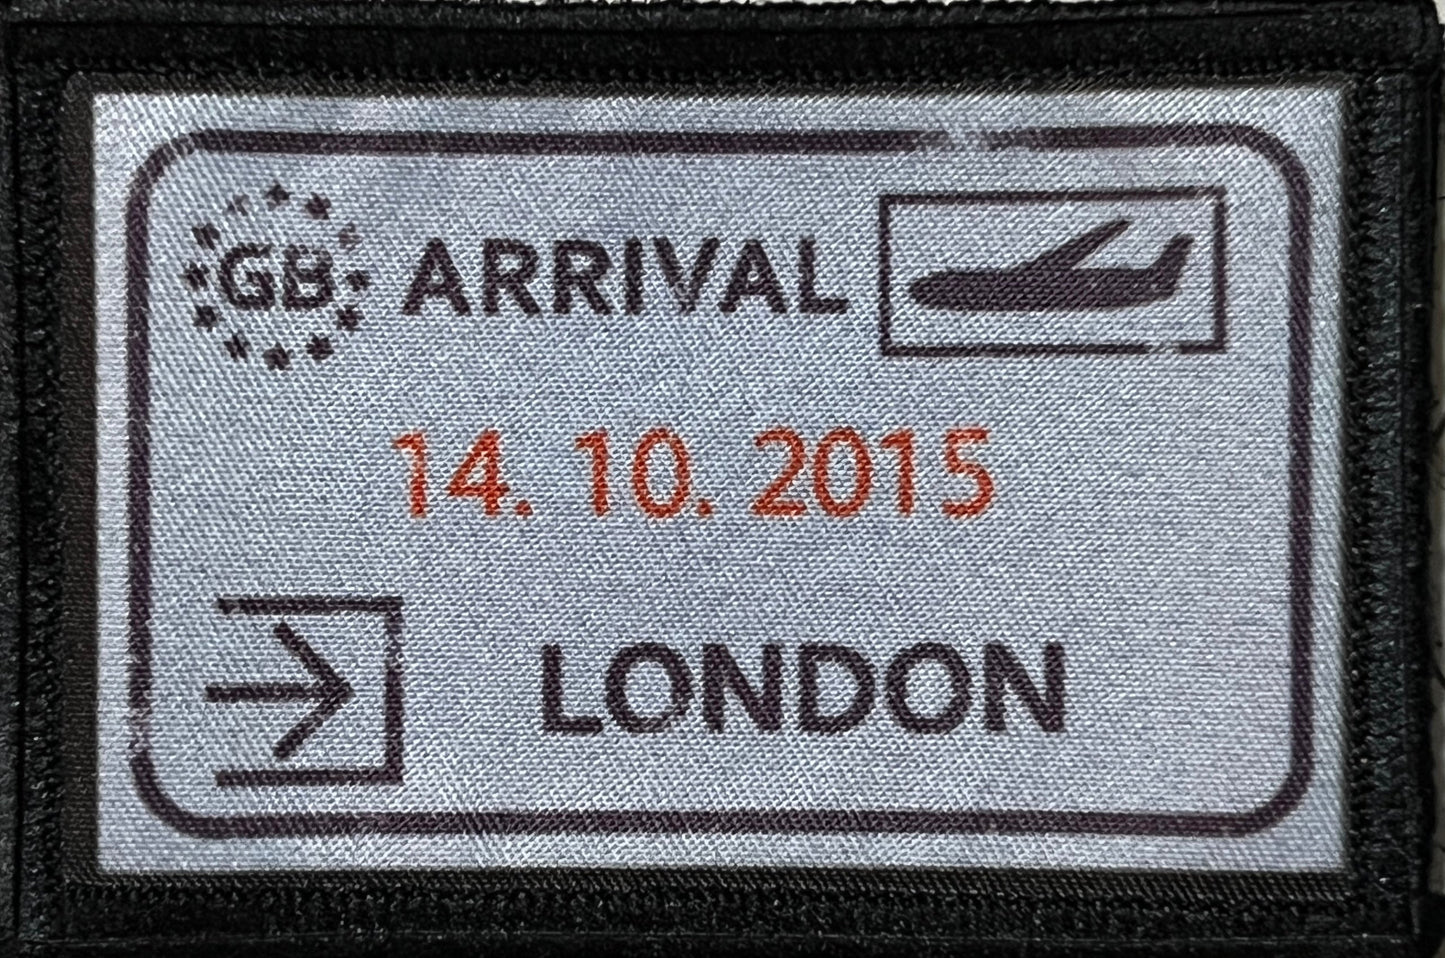 GB ARRIVAL
14. 10. 2015
LONDON